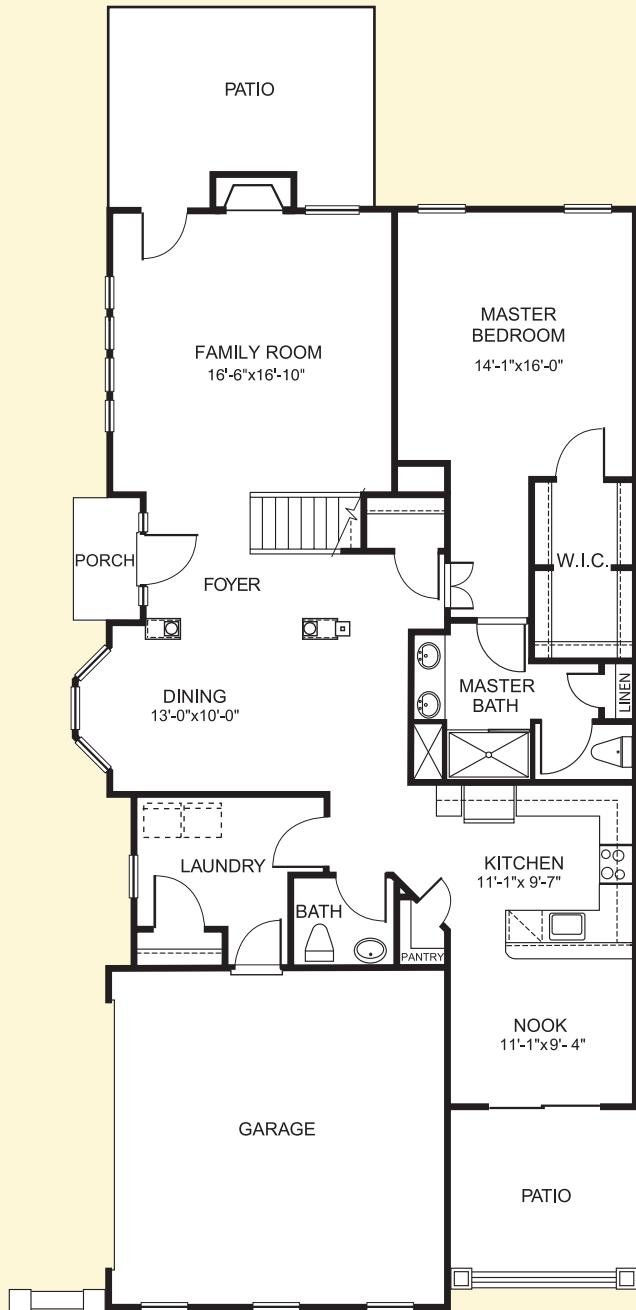 PATIO
FAMILY ROOM
16'-6"x16'-10"
MASTER
BEDROOM
14'-1"x16'-0"
PORCH
FOYER
W.I.C.
DINING
13'-0"x10'-0"
MASTER
BATH
LINEN
LAUNDRY
BATH
KITCHEN
11'-1"x 9'-7"
PANTRY
NOOK
11'-1"x9'- 4"
GARAGE
PATIO